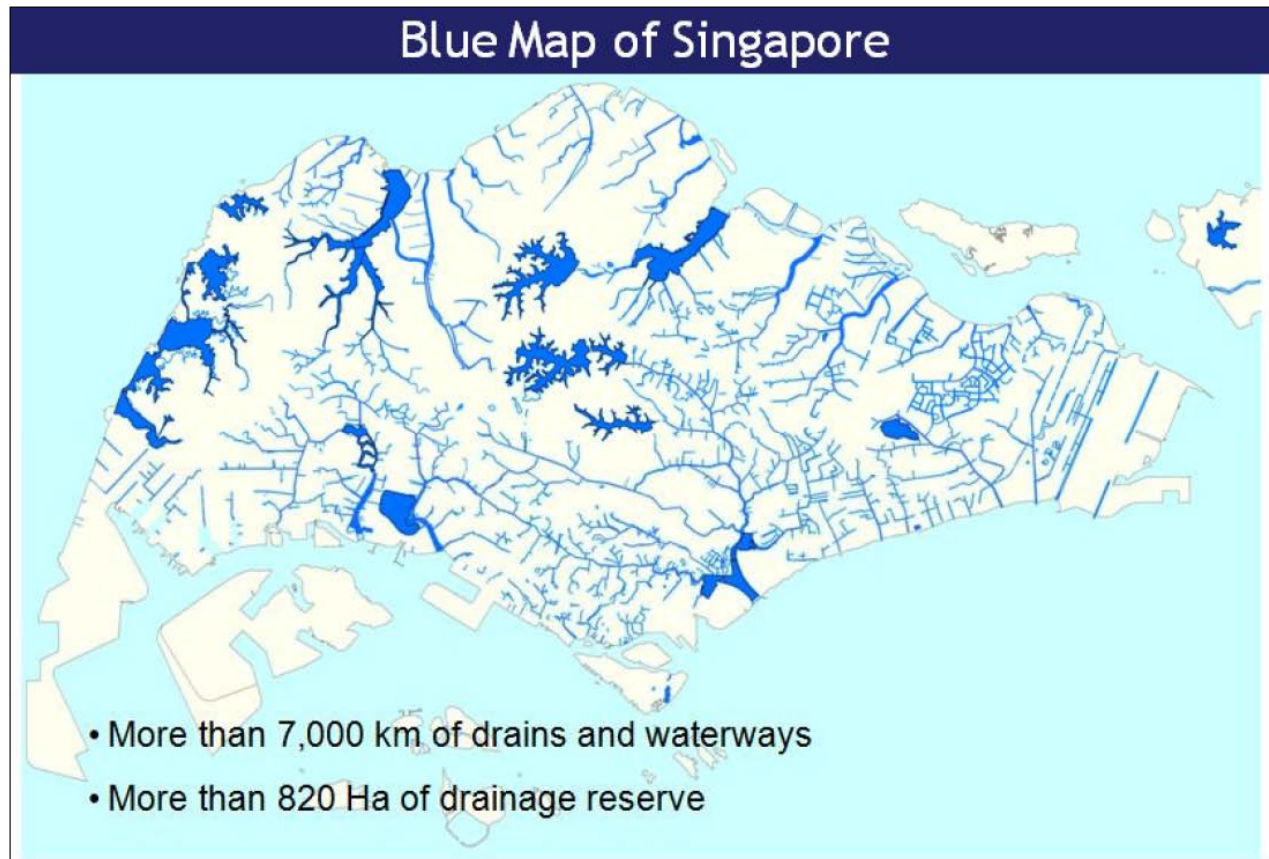 Blue Map of Singapore
• More than 7,000 km of drains and waterways
• More than 820 Ha of drainage reserve